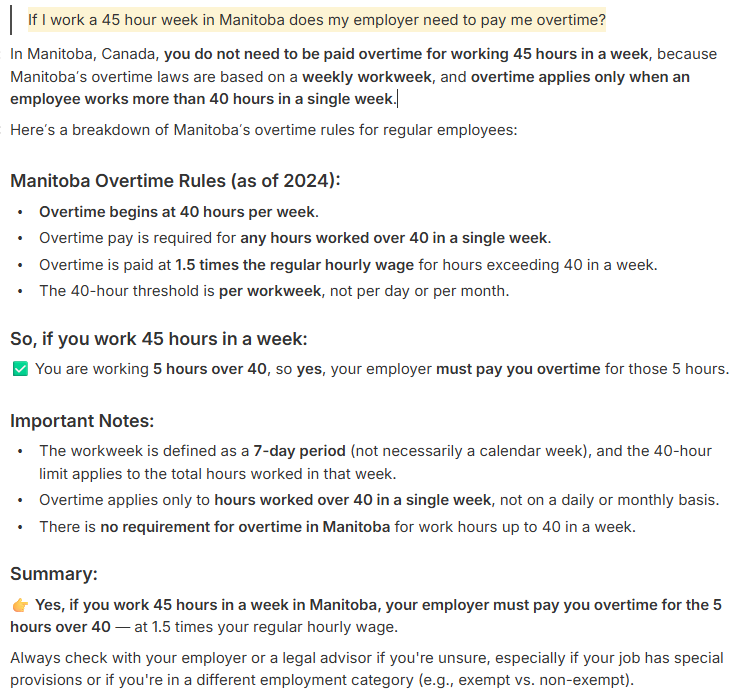 If I work a 45 hour week in Manitoba does my employer need to pay me overtime?
In Manitoba, Canada, you do not need to be paid overtime for working 45 hours in a week, because
Manitoba's overtime laws are based on a weekly workweek, and overtime applies only when an
employee works more than 40 hours in a single week.
Here's a breakdown of Manitoba's overtime rules for regular employees:
Manitoba Overtime Rules (as of 2024):
• Overtime begins at 40 hours per week.
• Overtime pay is required for any hours worked over 40 in a single week.
• Overtime is paid at 1.5 times the regular hourly wage for hours exceeding 40 in a week.
• The 40-hour threshold is per workweek, not per day or per month.
So, if you work 45 hours in a week:
✅ You are working 5 hours over 40, so yes, your employer must pay you overtime for those 5 hours.
Important Notes:
• The workweek is defined as a 7-day period (not necessarily a calendar week), and the 40-hour
limit applies to the total hours worked in that week.
• Overtime applies only to hours worked over 40 in a single week, not on a daily or monthly basis.
• There is no requirement for overtime in Manitoba for work hours up to 40 in a week.
Summary:
👉 Yes, if you work 45 hours in a week in Manitoba, your employer must pay you overtime for the 5
hours over 40 — at 1.5 times your regular hourly wage.
Always check with your employer or a legal advisor if you're unsure, especially if your job has special
provisions or if you're in a different employment category (e.g., exempt vs. non-exempt).